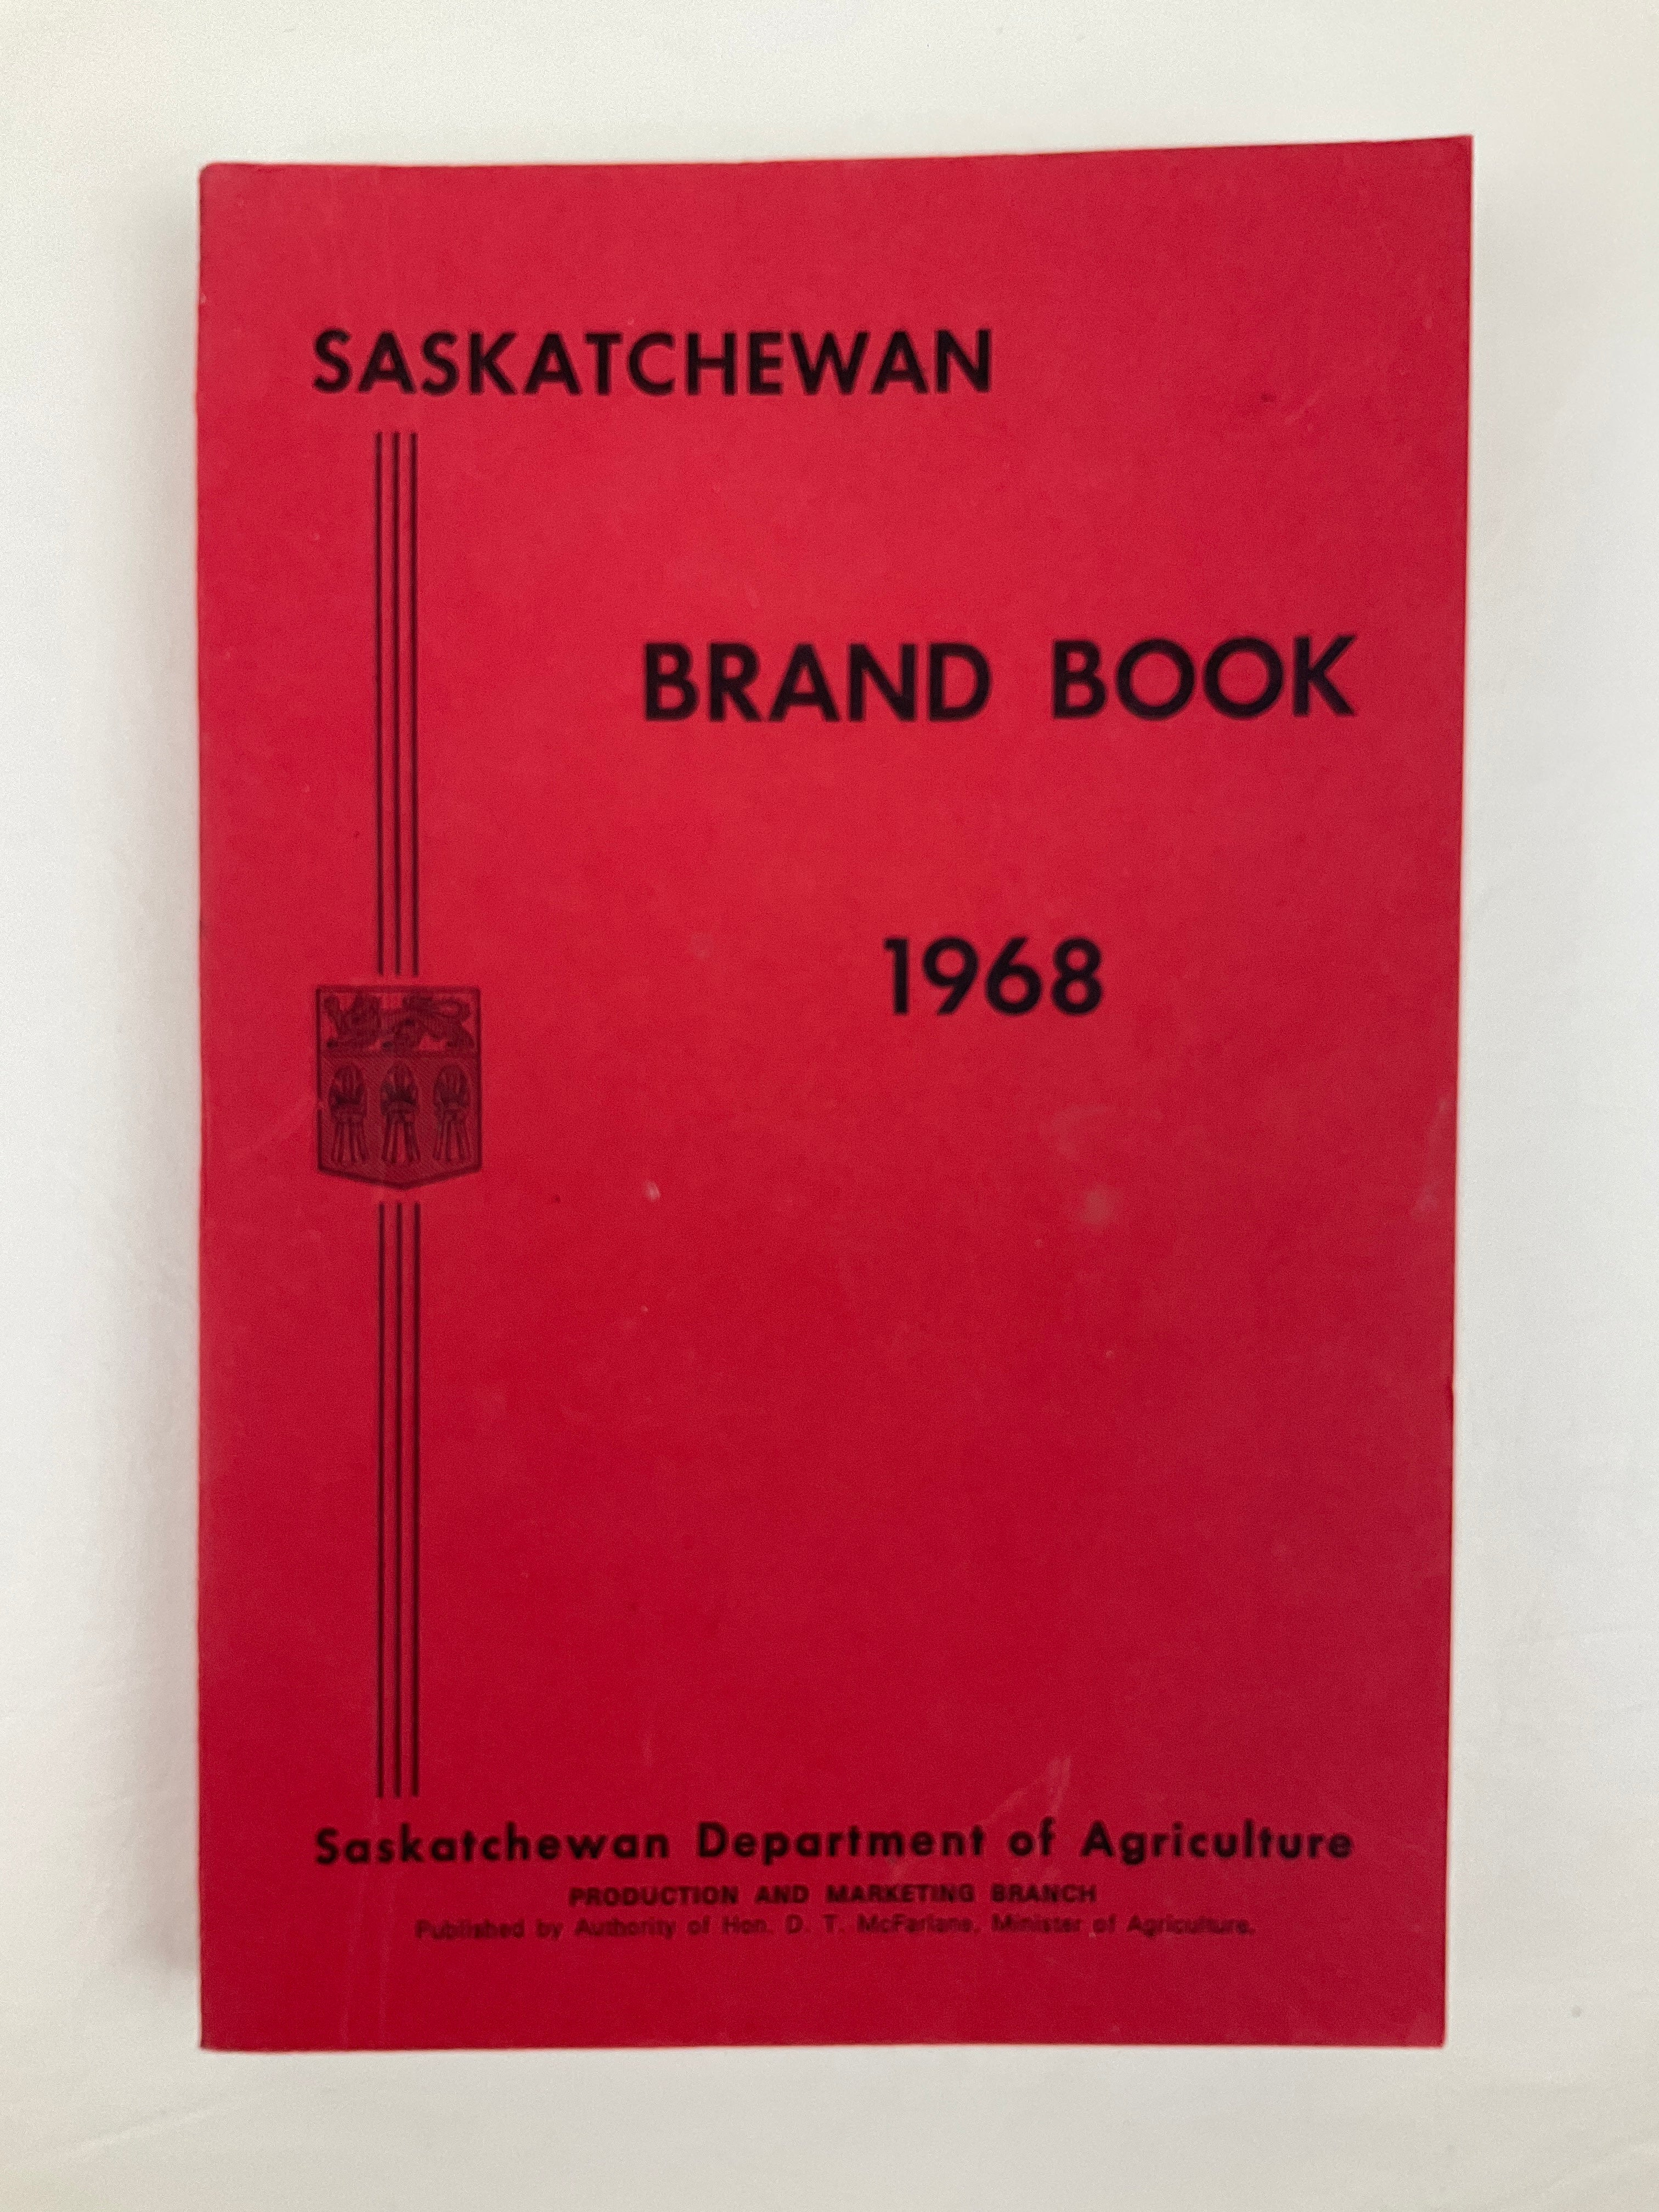 SASKATCHEWAN
BRAND BOOK
1968
Saskatchewan Department of Agriculture
PRODUCTION AND MARKETING BRANCH
Published by Authority of Hon. D. T. McFarlane, Minister of Agriculture.